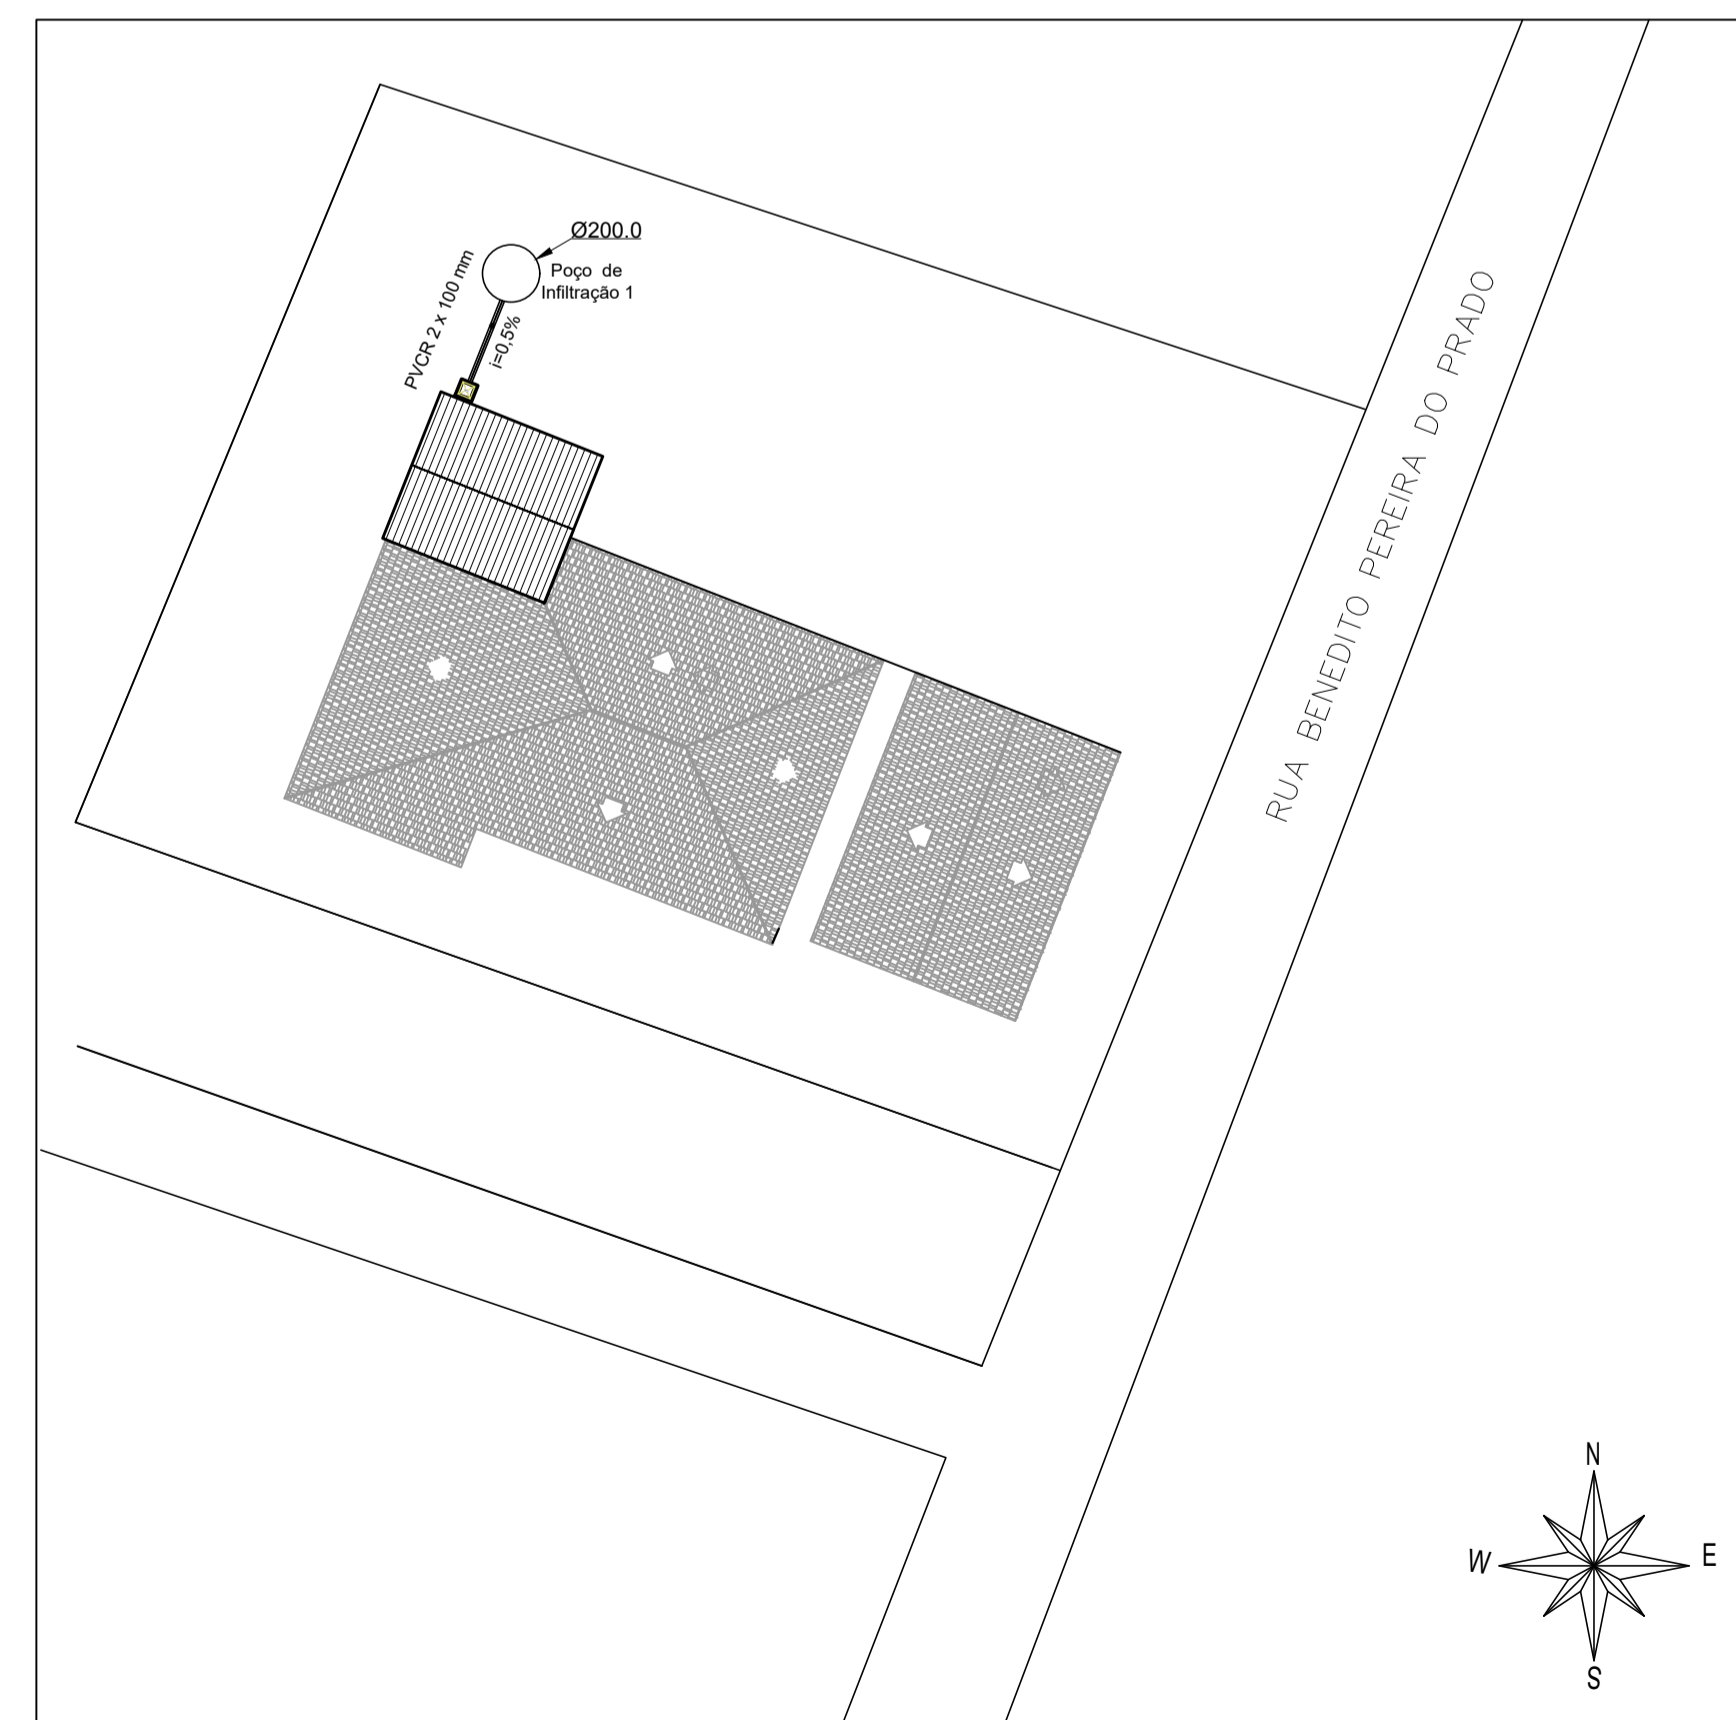 Ø200.0
Poço de
Infiltração 1
PVCR 2 x 100 mm
i=0,5%
RUA BENEDITO PEREIRA DO PRADO
N
W
E
S